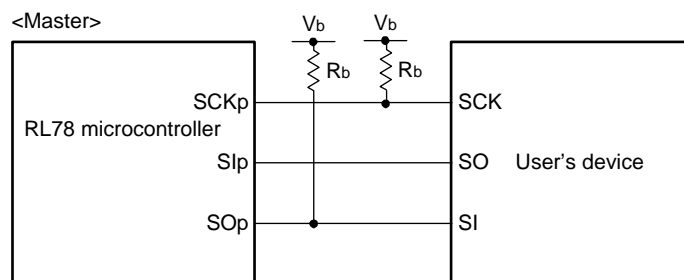 <Master>
Vb Vb
Rb Rb
SCKp SCK
RL78 microcontroller
SIp SO User's device
SOp SI